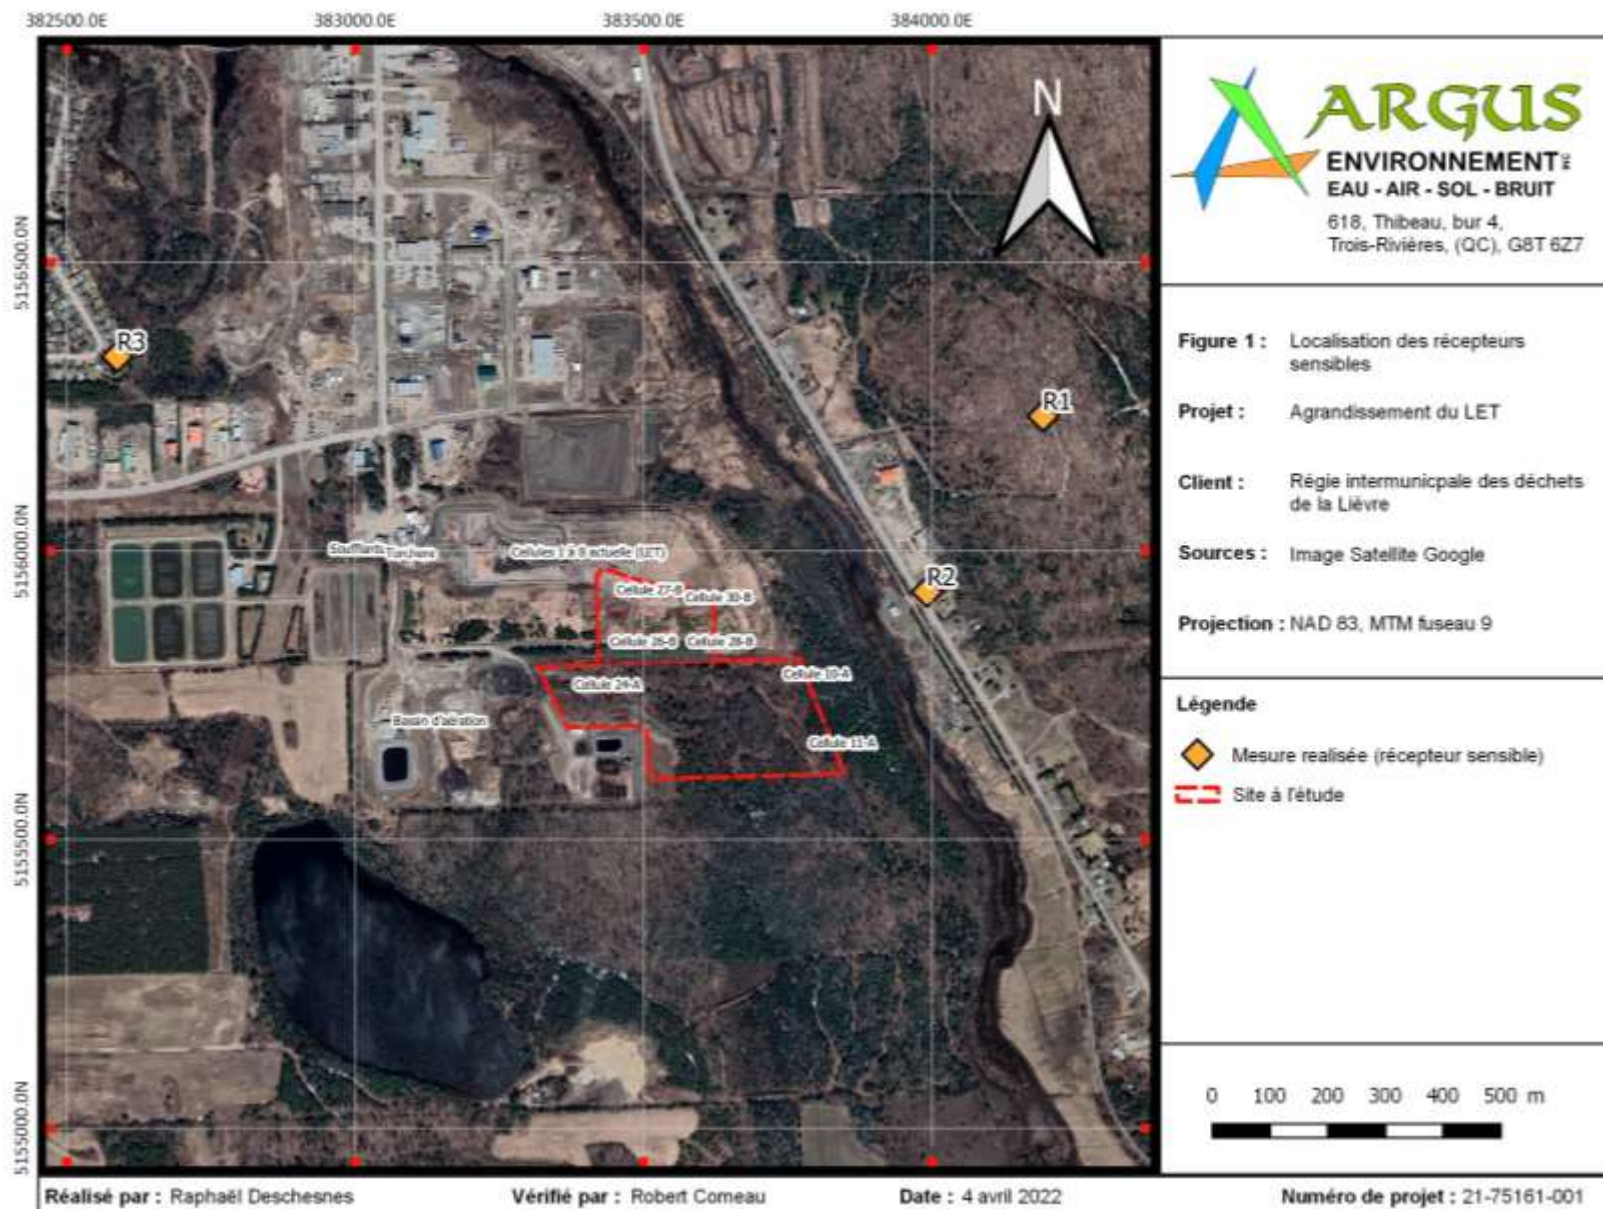 382500.0E 383000.0E 383500.0E 384000.0E
5156500.0N
5156000.0N
5155500.0N
5155000.0N
N
R3
R1
R2
Soufflante Torchere
Cellules 1 à 8 actuelle (LET)
Cellule 27-B
Cellule 30-B
Cellule 26-B
Cellule 28-B
Cellule 24-A
Cellule 10-A
Bassin d'aération
Cellule 11-A
ARGUS
ENVIRONNEMENT INC
EAU - AIR - SOL - BRUIT
618, Thibeau, bur 4,
Trois-Rivières, (QC), G8T 6Z7
Figure 1 : Localisation des récepteurs
sensibles
Projet : Agrandissement du LET
Client : Régie intermunicpale des déchets
de la Lièvre
Sources : Image Satellite Google
Projection : NAD 83, MTM fuseau 9
Légende
Mesure realisée (récepteur sensible)
Site à l'étude
0 100 200 300 400 500 m
Réalisé par : Raphaël Deschesnes
Vérifié par : Robert Comeau
Date : 4 avril 2022
Numéro de projet : 21-75161-001